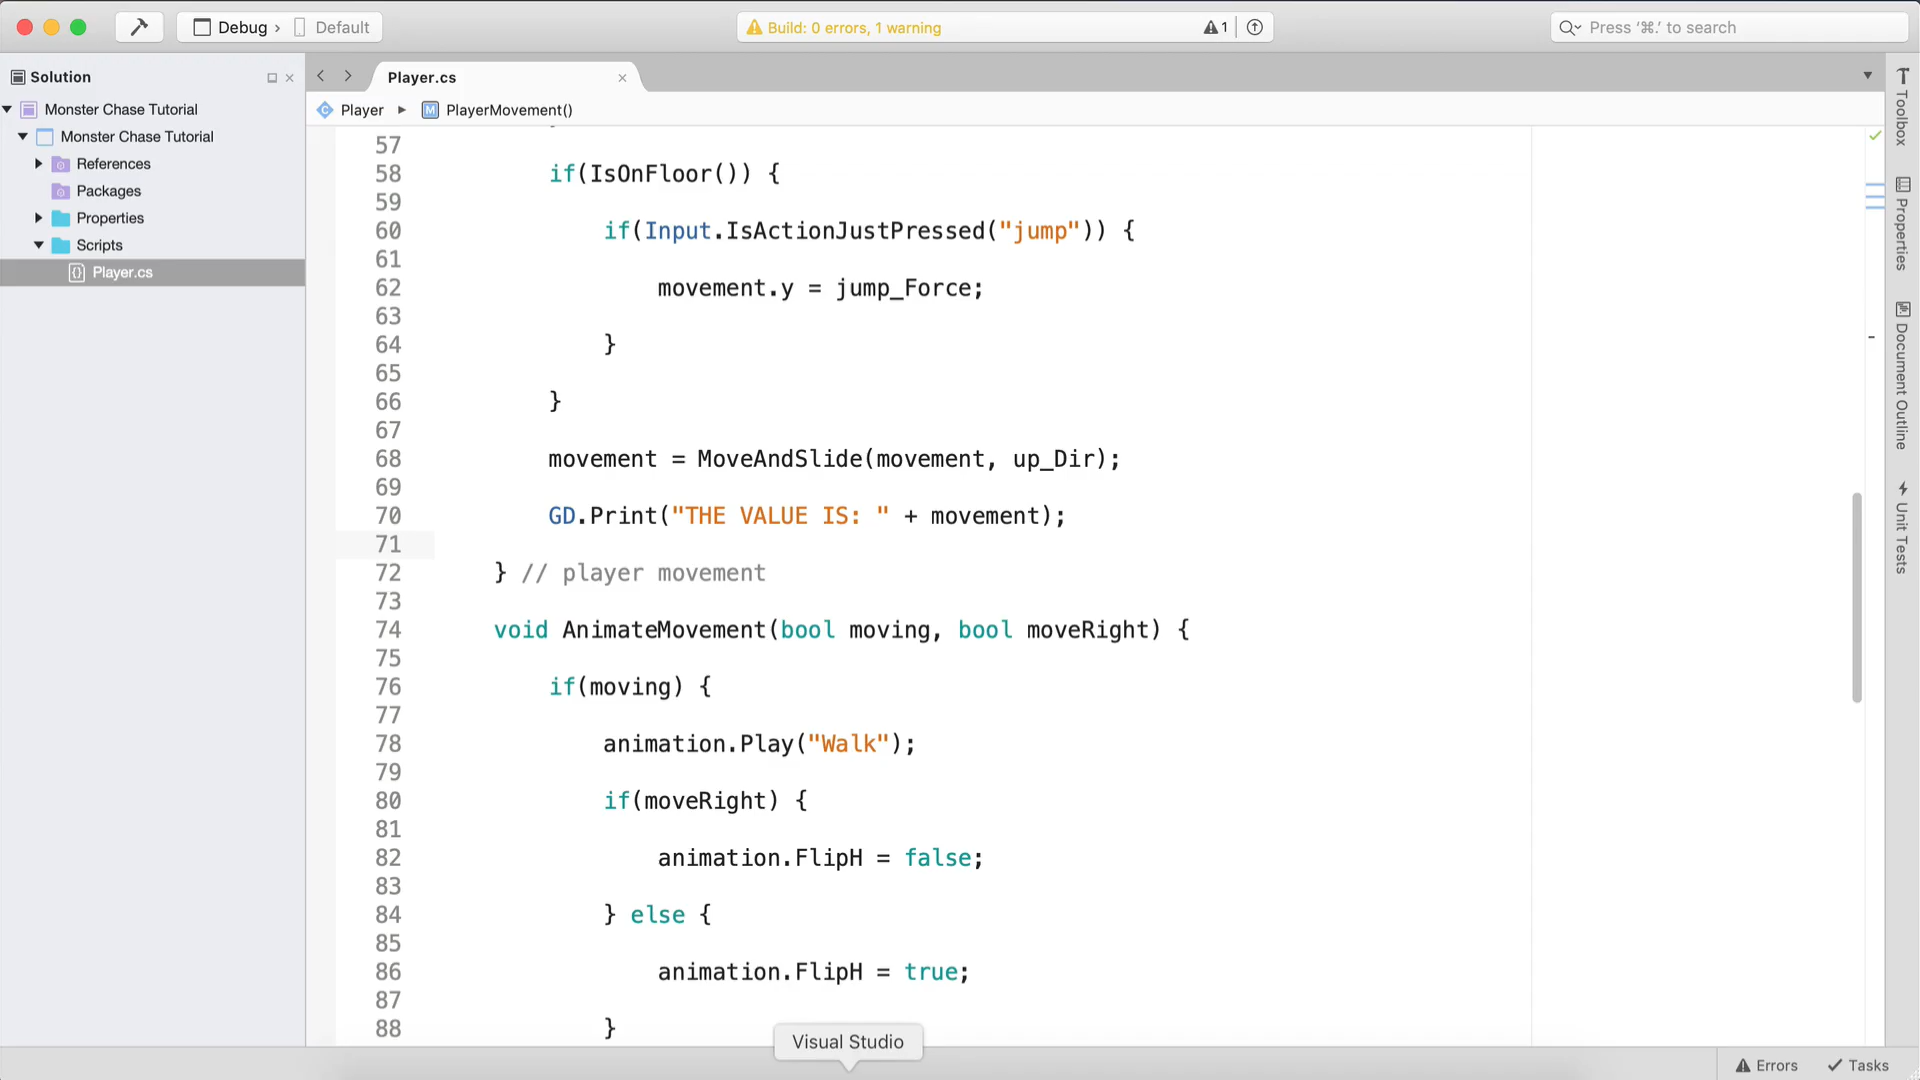 Debug › Default
Build: 0 errors, 1 warning
1
Press '⌘.' to search
Solution
Monster Chase Tutorial
Monster Chase Tutorial
References
Packages
Properties
Scripts
Player.cs
Player.cs
Player ▸ PlayerMovement()
57
58 if(IsOnFloor()) {
59
60 if(Input.IsActionJustPressed("jump")) {
61
62 movement.y = jump_Force;
63
64 }
65
66 }
67
68 movement = MoveAndSlide(movement, up_Dir);
69
70 GD.Print("THE VALUE IS: " + movement);
71
72 } // player movement
73
74 void AnimateMovement(bool moving, bool moveRight) {
75
76 if(moving) {
77
78 animation.Play("Walk");
79
80 if(moveRight) {
81
82 animation.FlipH = false;
83
84 } else {
85
86 animation.FlipH = true;
87
88 }
Toolbox
Properties
Document Outline
Unit Tests
Visual Studio
Errors
Tasks